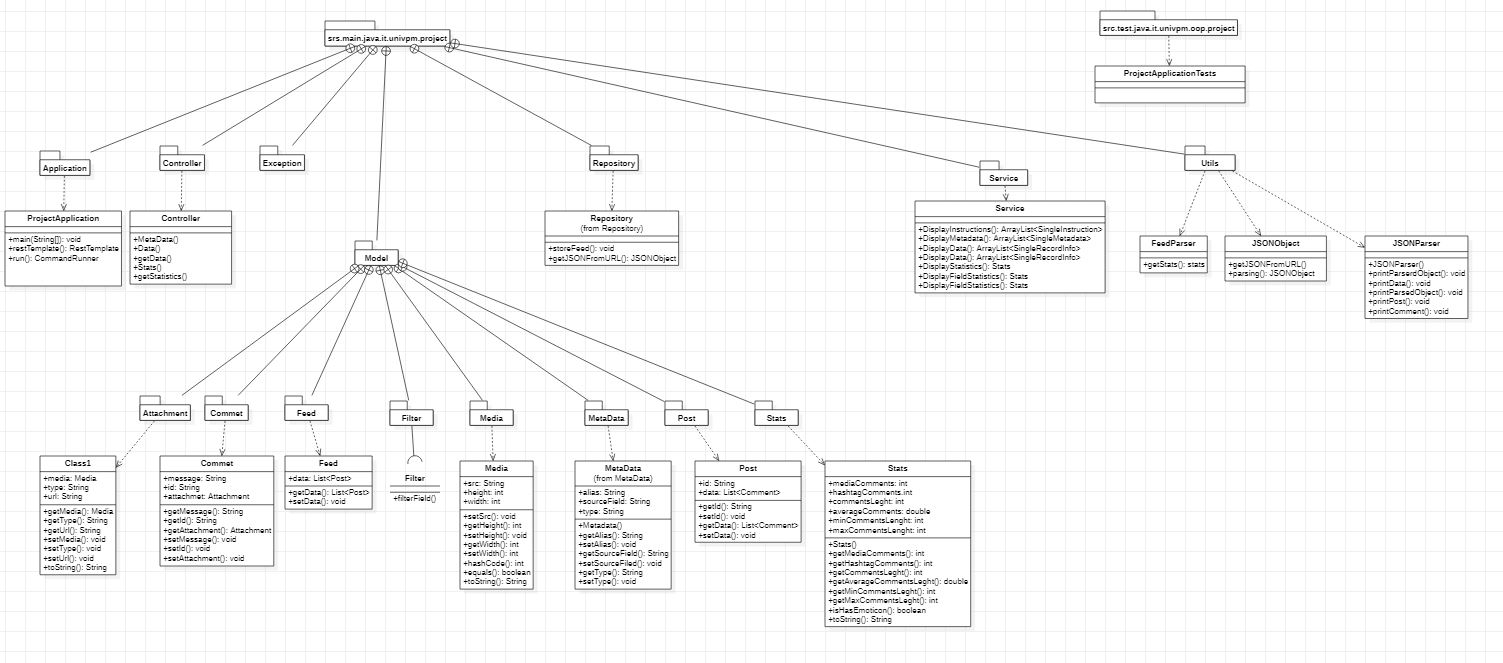 srs.main.java.it.univpm.project
src.test.java.it.univpm.oop.project
ProjectApplicationTests
Application
Controller
Exception
Repository
Service
Utils
ProjectApplication
+main(String[]): void
+restTemplate(): RestTemplate
+run(): CommandRunner
Controller
+MetaData()
+Data()
+getData()
+Stats()
+getStatistics()
Repository
(from Repository)
+storeFeed(): void
+getJSONFromURL(): JSONObject
Service
+DisplayInstructions(): ArrayList<SingleInstruction>
+DisplayMetadata(): ArrayList<SingleMetadata>
+DisplayData(): ArrayList<SingleRecordInfo>
+DisplayData(): ArrayList<SingleRecordInfo>
+DisplayStatistics(): Stats
+DisplayFieldStatistics(): Stats
+DisplayFieldStatistics(): Stats
FeedParser
+getStats(): stats
JSONObject
+getJSONFromURL()
+parsing(): JSONObject
JSONParser
+JSONParser()
+printParserdObject(): void
+printData(): void
+printParsedObject(): void
+printPost(): void
+printComment(): void
Model
Attachment
Commet
Feed
Filter
Media
MetaData
Post
Stats
Class1
+media: Media
+type: String
+url: String
+getMedia(): Media
+getType(): String
+getUrl(): String
+setMedia(): void
+setType(): void
+setUrl(): void
+toString(): String
Commet
+message: String
+id: String
+attachmet: Attachment
+getMessage(): String
+getId(): String
+getAttachment(): Attachment
+setMessage(): void
+setId(): void
+setAttachment(): void
Feed
+data: List<Post>
+getData(): List<Post>
+setData(): void
Filter
+filterField()
Media
+src: String
+height: int
+width: int
+setSrc(): void
+getHeight(): int
+setHeight(): void
+getWidth(): int
+setWidth(): int
+hashCode(): int
+equals(): boolean
+toString(): String
MetaData
(from MetaData)
+alias: String
+sourceField: String
+type: String
+Metadata()
+getAlias(): String
+setAlias(): void
+getSourceField(): String
+setSourceFiled(): void
+getType(): String
+setType(): void
Post
+id: String
+data: List<Comment>
+getId(): String
+setId(): void
+getData(): List<Comment>
+setData(): void
Stats
+mediaComments: int
+hashtagComments.int
+commentsLeght: int
+averageComments: double
+minCommentsLenght: int
+maxCommentsLenght: int
+Stats()
+getMediaComments(): int
+getHashtagComments(): int
+getCommentsLeght(): int
+getAverageCommentsLeght(): double
+getMinCommentsLeght(): int
+getMaxCommentsLeght(): int
+isHasEmoticon(): boolean
+toString(): String